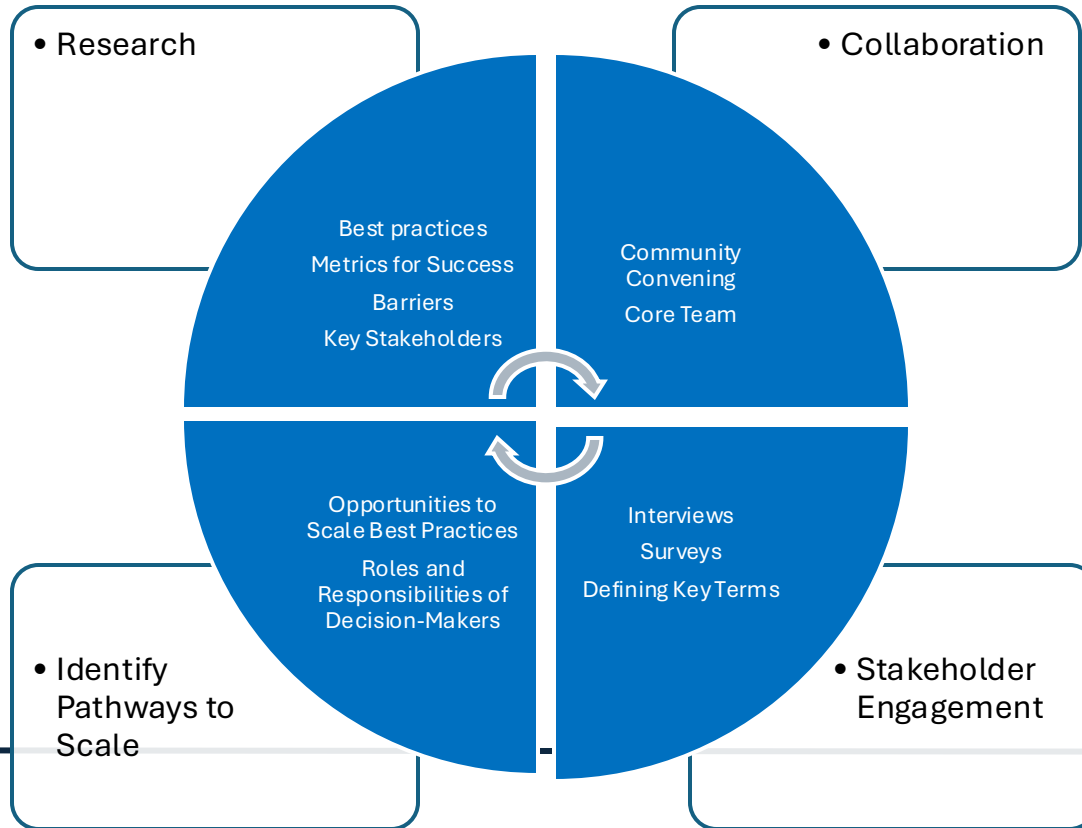 • Research
Best practices
Metrics for Success
Barriers
Key Stakeholders
• Collaboration
Community
Convening
Core Team
• Identify
Pathways to
Scale
Opportunities to
Scale Best Practices
Roles and
Responsibilities of
Decision-Makers
Interviews
Surveys
Defining Key Terms
• Stakeholder
Engagement